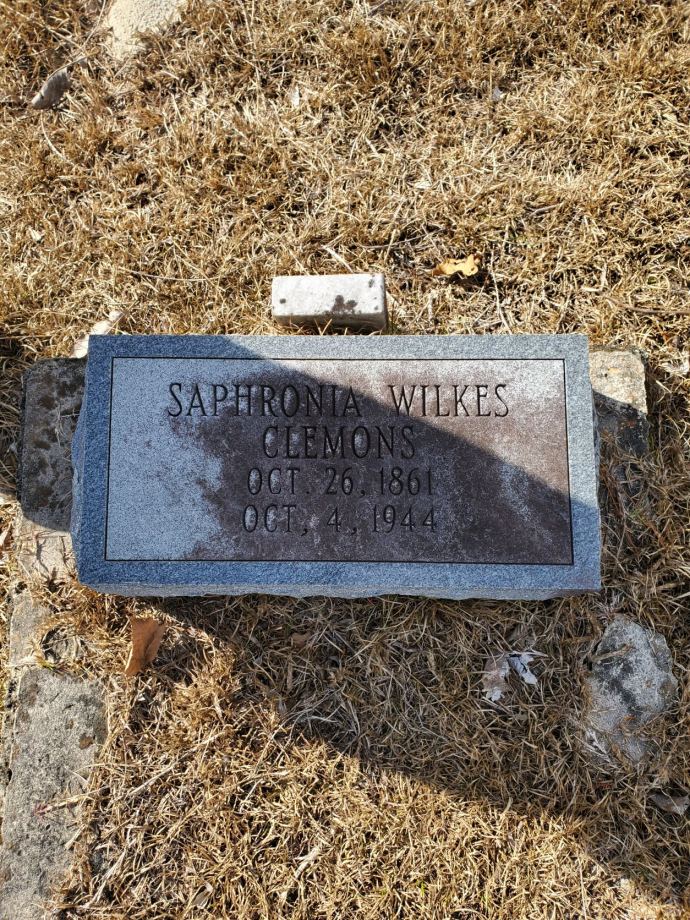 SAPHRONIA WILKES
CLEMONS
OCT. 26, 1861
OCT, 4, 1944